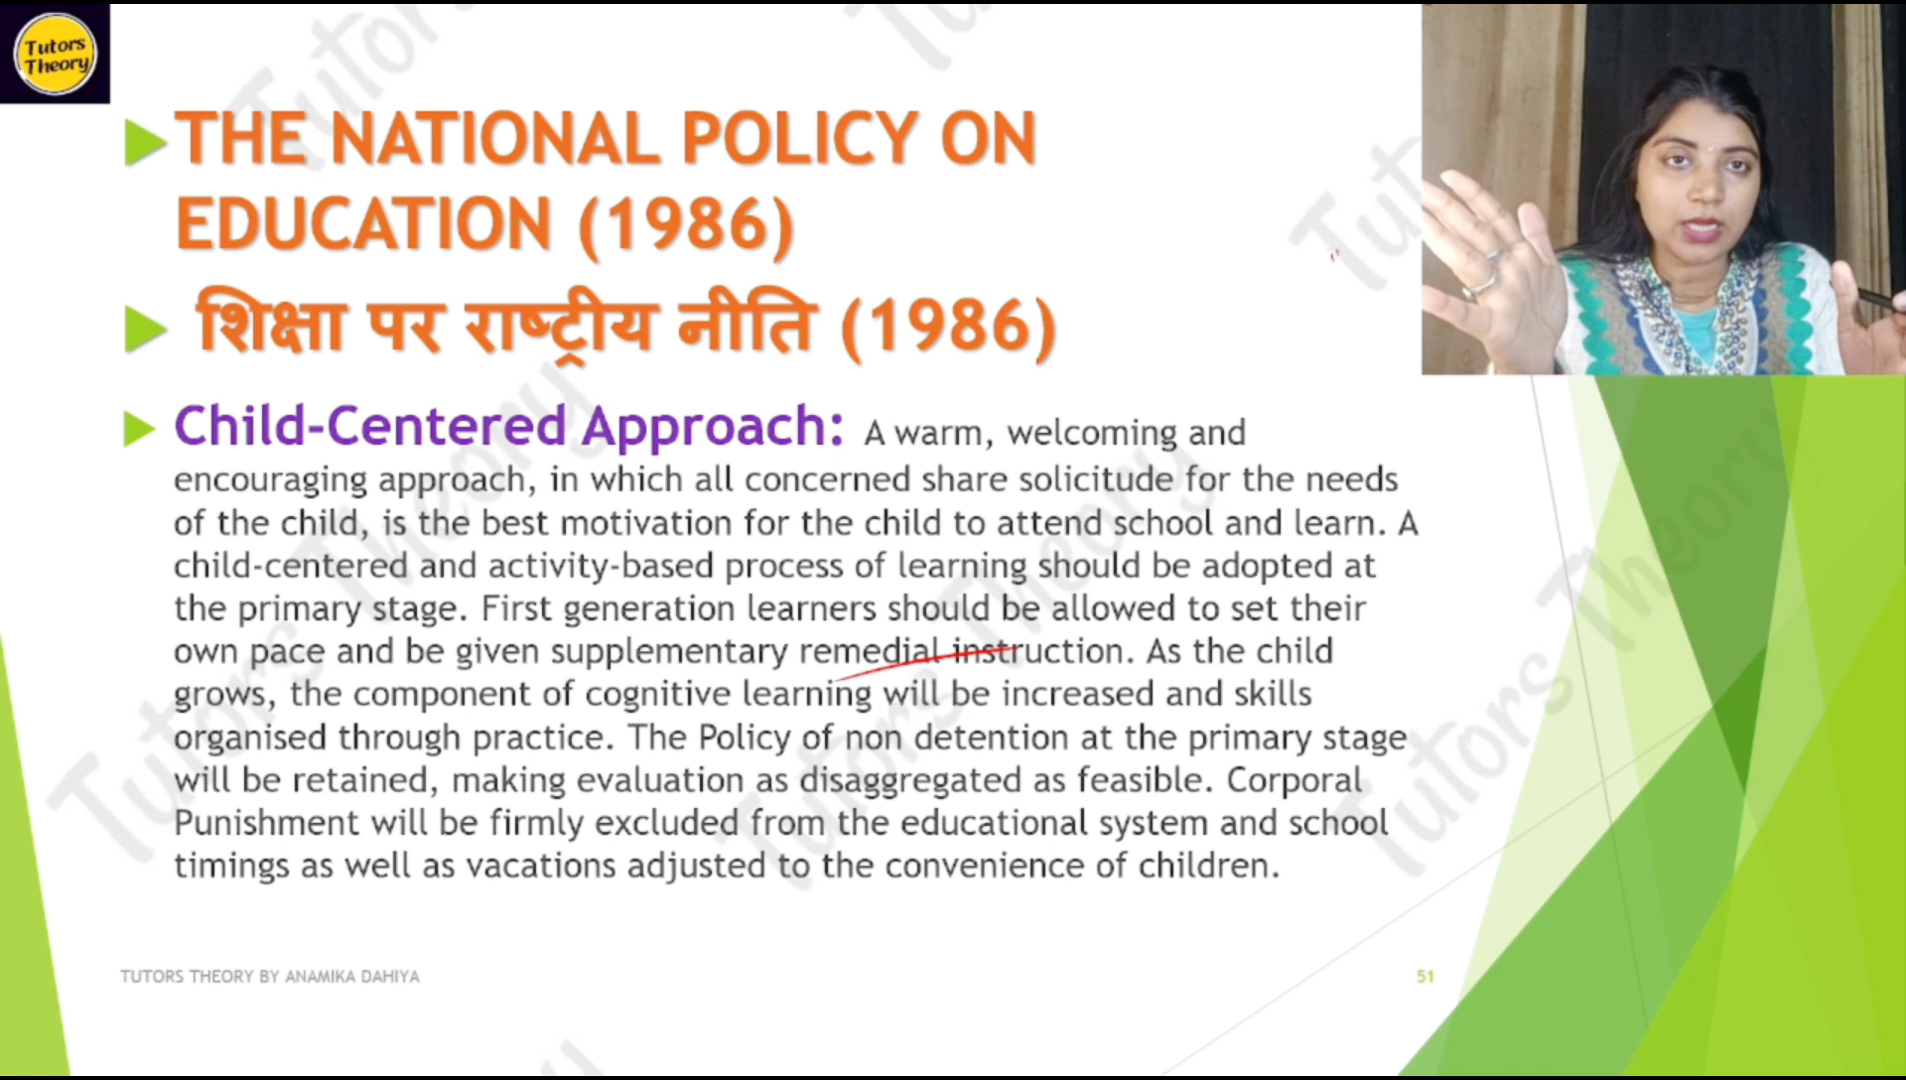 Tutors
Theory
THE NATIONAL POLICY ON
EDUCATION (1986)
शिक्षा पर राष्ट्रीय नीति (1986)
Child-Centered Approach: A warm, welcoming and
encouraging approach, in which all concerned share solicitude for the needs
of the child, is the best motivation for the child to attend school and learn. A
child-centered and activity-based process of learning should be adopted at
the primary stage. First generation learners should be allowed to set their
own pace and be given supplementary remedial instruction. As the child
grows, the component of cognitive learning will be increased and skills
organised through practice. The Policy of non detention at the primary stage
will be retained, making evaluation as disaggregated as feasible. Corporal
Punishment will be firmly excluded from the educational system and school
timings as well as vacations adjusted to the convenience of children.
TUTORS THEORY BY ANAMIKA DAHIYA
51
Tutors Theory
Tutors Theory
Tutors Theory